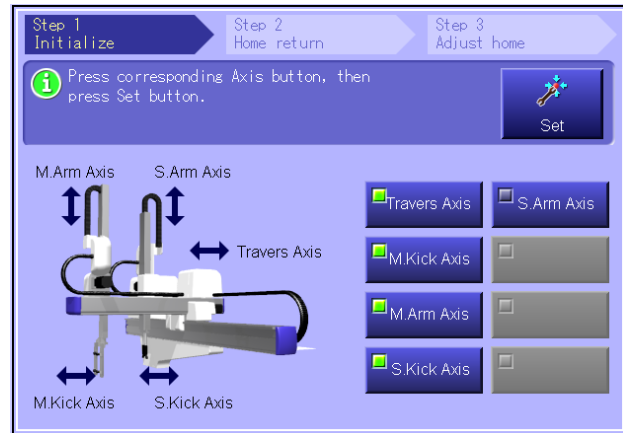 Step 1
Initialize
Step 2
Home return
Step 3
Adjust home
Press corresponding Axis button, then
press Set button.
Set
M.Arm Axis
S.Arm Axis
Travers Axis
M.Kick Axis
S.Kick Axis
Travers Axis
S.Arm Axis
M.Kick Axis
M.Arm Axis
S.Kick Axis